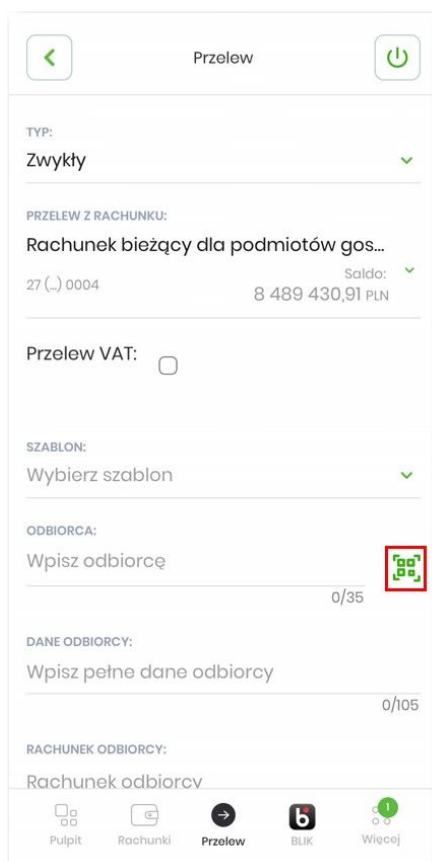 Przelew
TYP:
Zwykły
PRZELEW Z RACHUNKU:
Rachunek bieżący dla podmiotów gos...
Saldo:
27 (...) 0004
8 489 430,91 PLN
Przelew VAT:
SZABLON:
Wybierz szablon
ODBIORCA:
Wpisz odbiorcę
0/35
DANE ODBIORCY:
Wpisz pełne dane odbiorcy
0/105
RACHUNEK ODBIORCY:
Rachunek odbiorcy
1
Pulpit Rachunki Przelew BLIK Więcej